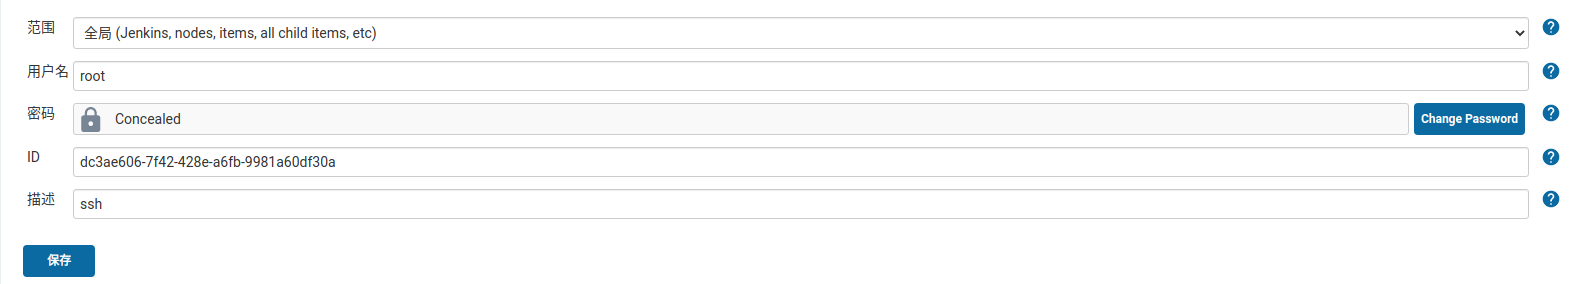 范围 全局 (Jenkins, nodes, items, all child items, etc) ?
用户名 root ?
密码 Concealed Change Password ?
ID dc3ae606-7f42-428e-a6fb-9981a60df30a ?
描述 ssh ?
保存